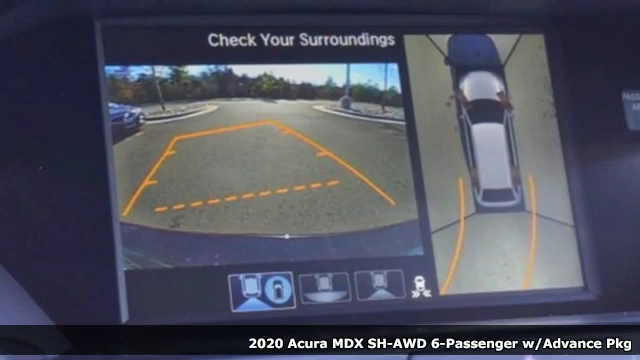 Check Your Surroundings
2020 Acura MDX SH-AWD 6-Passenger w/Advance Pkg